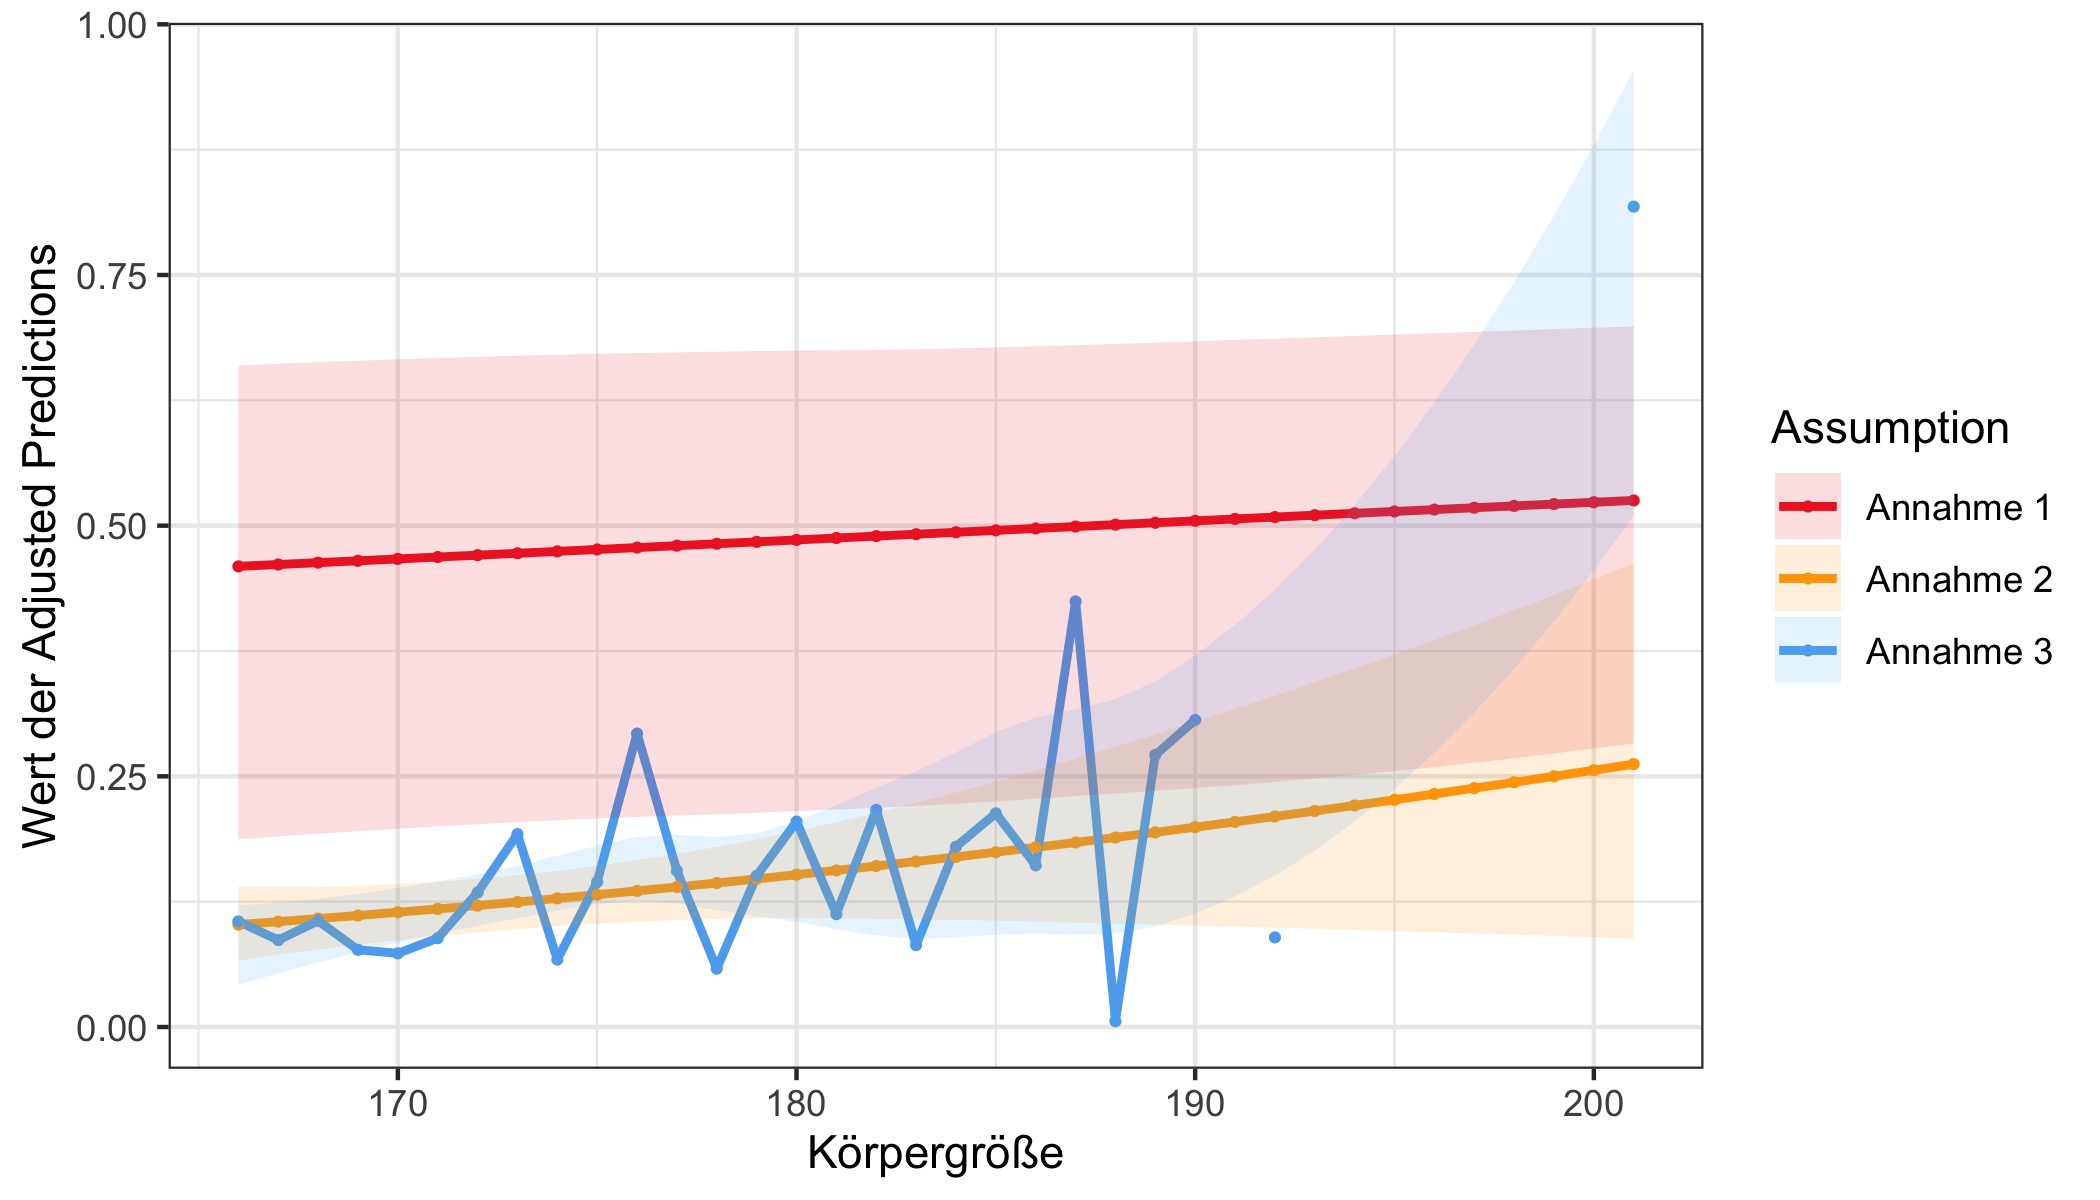 1.00
0.75
0.50
0.25
0.00
Wert der Adjusted Predictions
170
180
190
200
Körpergröße
Assumption
Annahme 1
Annahme 2
Annahme 3